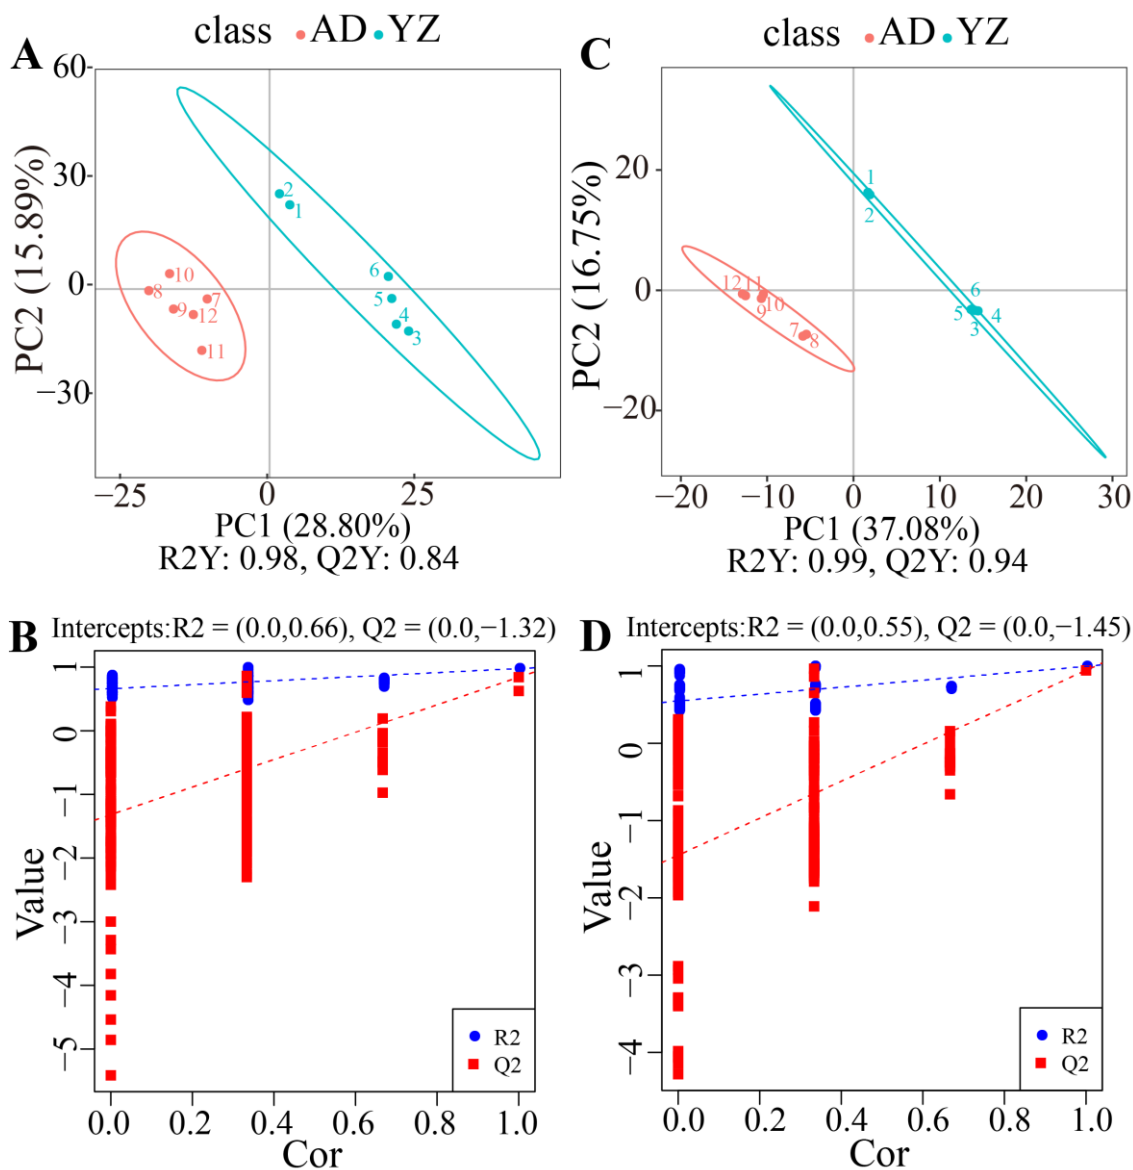 class AD YZ
A
60
30
0
−30
PC2 (15.89%)
2
1
6
5
4
3
10
8
7
9
12
11
−25
0
25
PC1 (28.80%)
R2Y: 0.98, Q2Y: 0.84
class AD YZ
C
20
0
−20
PC2 (16.75%)
1
2
6
5
4
3
12
11
10
9
7
8
−20
−10
0
10
20
30
PC1 (37.08%)
R2Y: 0.99, Q2Y: 0.94
B
Intercepts:R2 = (0.0,0.66), Q2 = (0.0,−1.32)
1
0
−1
−2
−3
−4
−5
Value
R2
Q2
0.0
0.2
0.4
0.6
0.8
1.0
Cor
D
Intercepts:R2 = (0.0,0.55), Q2 = (0.0,−1.45)
1
0
−1
−2
−3
−4
Value
R2
Q2
0.0
0.2
0.4
0.6
0.8
1.0
Cor